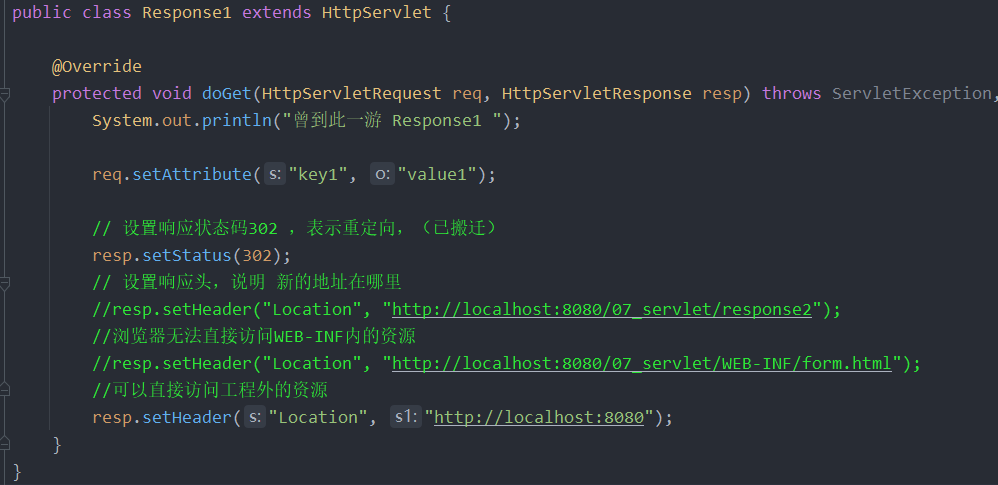 public class Response1 extends HttpServlet {
@Override
protected void doGet(HttpServletRequest req, HttpServletResponse resp) throws ServletException,
System.out.println("曾到此一游 Response1 ");
req.setAttribute( s: "key1", o: "value1");
// 设置响应状态码302 ，表示重定向，（已搬迁）
resp.setStatus(302);
// 设置响应头，说明 新的地址在哪里
//resp.setHeader("Location", "http://localhost:8080/07_servlet/response2");
//浏览器无法直接访问WEB-INF内的资源
//resp.setHeader("Location", "http://localhost:8080/07_servlet/WEB-INF/form.html");
//可以直接访问工程外的资源
resp.setHeader( s: "Location", s1: "http://localhost:8080");
}
}